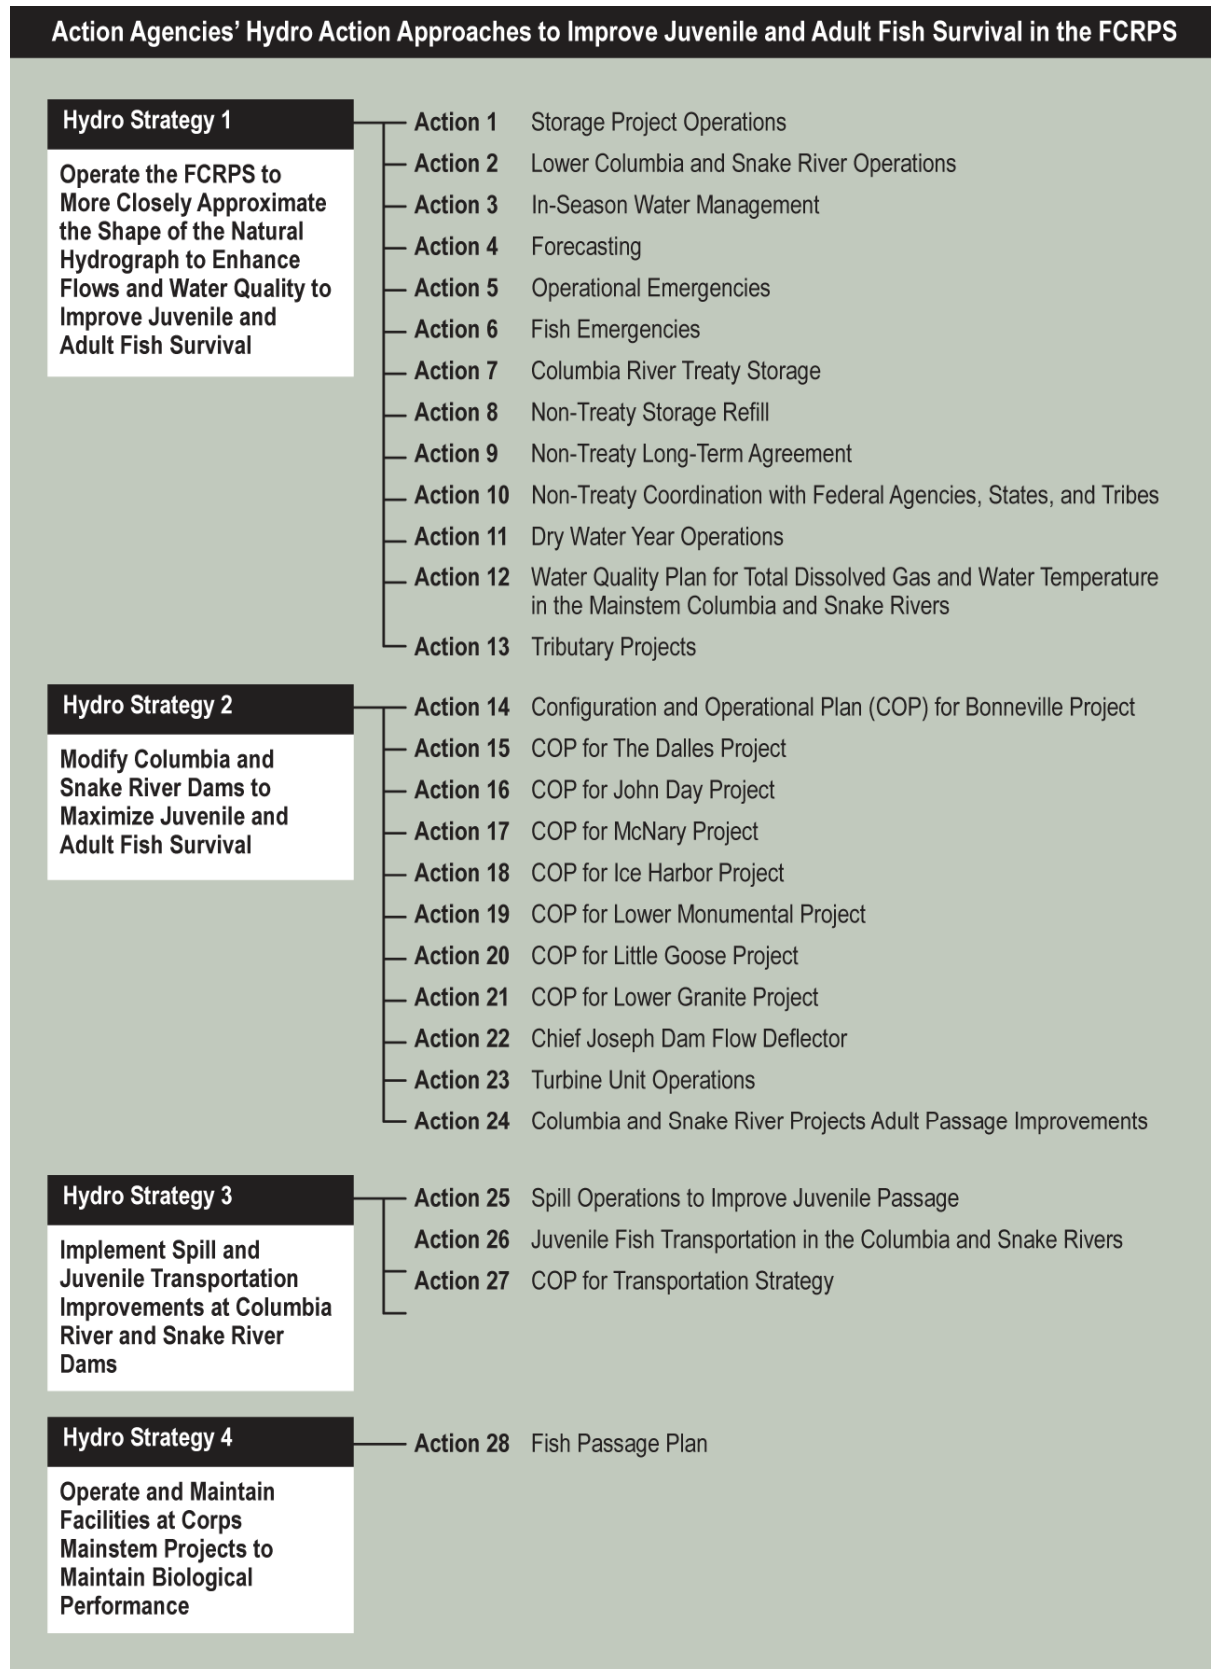 Action Agencies' Hydro Action Approaches to Improve Juvenile and Adult Fish Survival in the FCRPS
Hydro Strategy 1
Operate the FCRPS to
More Closely Approximate
the Shape of the Natural
Hydrograph to Enhance
Flows and Water Quality to
Improve Juvenile and
Adult Fish Survival
Action 1 Storage Project Operations
Action 2 Lower Columbia and Snake River Operations
Action 3 In-Season Water Management
Action 4 Forecasting
Action 5 Operational Emergencies
Action 6 Fish Emergencies
Action 7 Columbia River Treaty Storage
Action 8 Non-Treaty Storage Refill
Action 9 Non-Treaty Long-Term Agreement
Action 10 Non-Treaty Coordination with Federal Agencies, States, and Tribes
Action 11 Dry Water Year Operations
Action 12 Water Quality Plan for Total Dissolved Gas and Water Temperature
in the Mainstem Columbia and Snake Rivers
Action 13 Tributary Projects
Hydro Strategy 2
Modify Columbia and
Snake River Dams to
Maximize Juvenile and
Adult Fish Survival
Action 14 Configuration and Operational Plan (COP) for Bonneville Project
Action 15 COP for The Dalles Project
Action 16 COP for John Day Project
Action 17 COP for McNary Project
Action 18 COP for Ice Harbor Project
Action 19 COP for Lower Monumental Project
Action 20 COP for Little Goose Project
Action 21 COP for Lower Granite Project
Action 22 Chief Joseph Dam Flow Deflector
Action 23 Turbine Unit Operations
Action 24 Columbia and Snake River Projects Adult Passage Improvements
Hydro Strategy 3
Implement Spill and
Juvenile Transportation
Improvements at Columbia
River and Snake River
Dams
Action 25 Spill Operations to Improve Juvenile Passage
Action 26 Juvenile Fish Transportation in the Columbia and Snake Rivers
Action 27 COP for Transportation Strategy
Hydro Strategy 4
Operate and Maintain
Facilities at Corps
Mainstem Projects to
Maintain Biological
Performance
Action 28 Fish Passage Plan